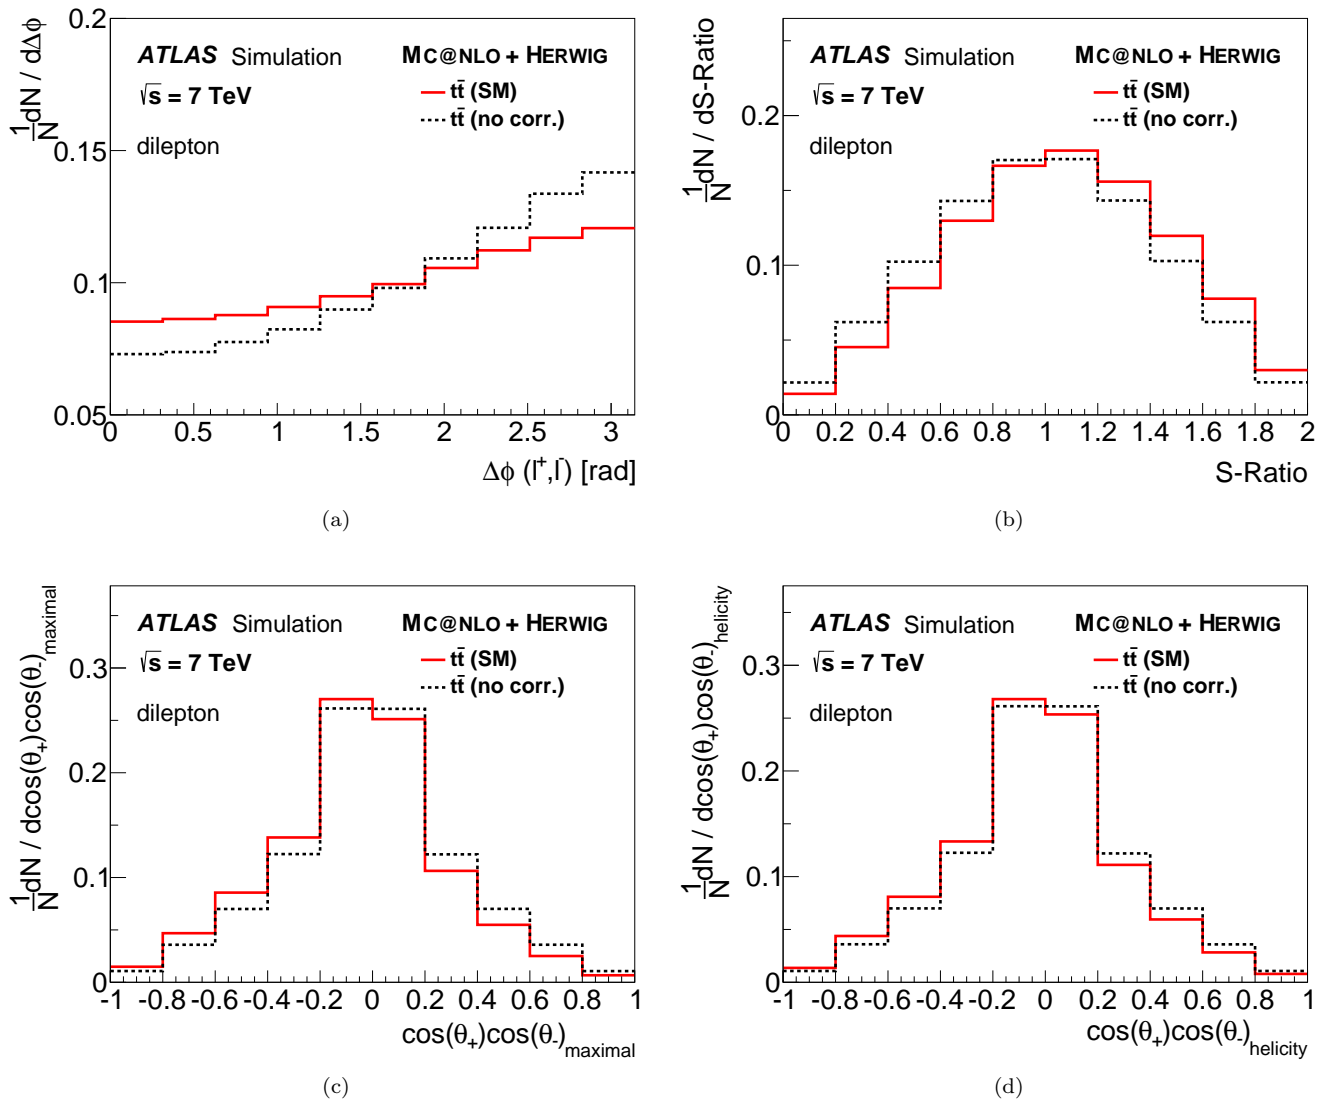 1/N dN / dΔϕ
0.2
0.15
0.1
0.05
ATLAS Simulation
MC@NLO + HERWIG
√s = 7 TeV
tt̄ (SM)
tt̄ (no corr.)
dilepton
0 0.5 1 1.5 2 2.5 3
Δϕ (l⁺,l⁻) [rad]
(a)
1/N dN / dS-Ratio
0.2
0.1
0
ATLAS Simulation
MC@NLO + HERWIG
√s = 7 TeV
tt̄ (SM)
tt̄ (no corr.)
dilepton
0 0.2 0.4 0.6 0.8 1 1.2 1.4 1.6 1.8 2
S-Ratio
(b)
1/N dN / dcos(θ₊)cos(θ₋)maximal
0.3
0.2
0.1
0
ATLAS Simulation
MC@NLO + HERWIG
√s = 7 TeV
tt̄ (SM)
tt̄ (no corr.)
dilepton
-1 -0.8 -0.6 -0.4 -0.2 0 0.2 0.4 0.6 0.8 1
cos(θ₊)cos(θ₋)maximal
(c)
1/N dN / dcos(θ₊)cos(θ₋)helicity
0.3
0.2
0.1
0
ATLAS Simulation
MC@NLO + HERWIG
√s = 7 TeV
tt̄ (SM)
tt̄ (no corr.)
dilepton
-1 -0.8 -0.6 -0.4 -0.2 0 0.2 0.4 0.6 0.8 1
cos(θ₊)cos(θ₋)helicity
(d)